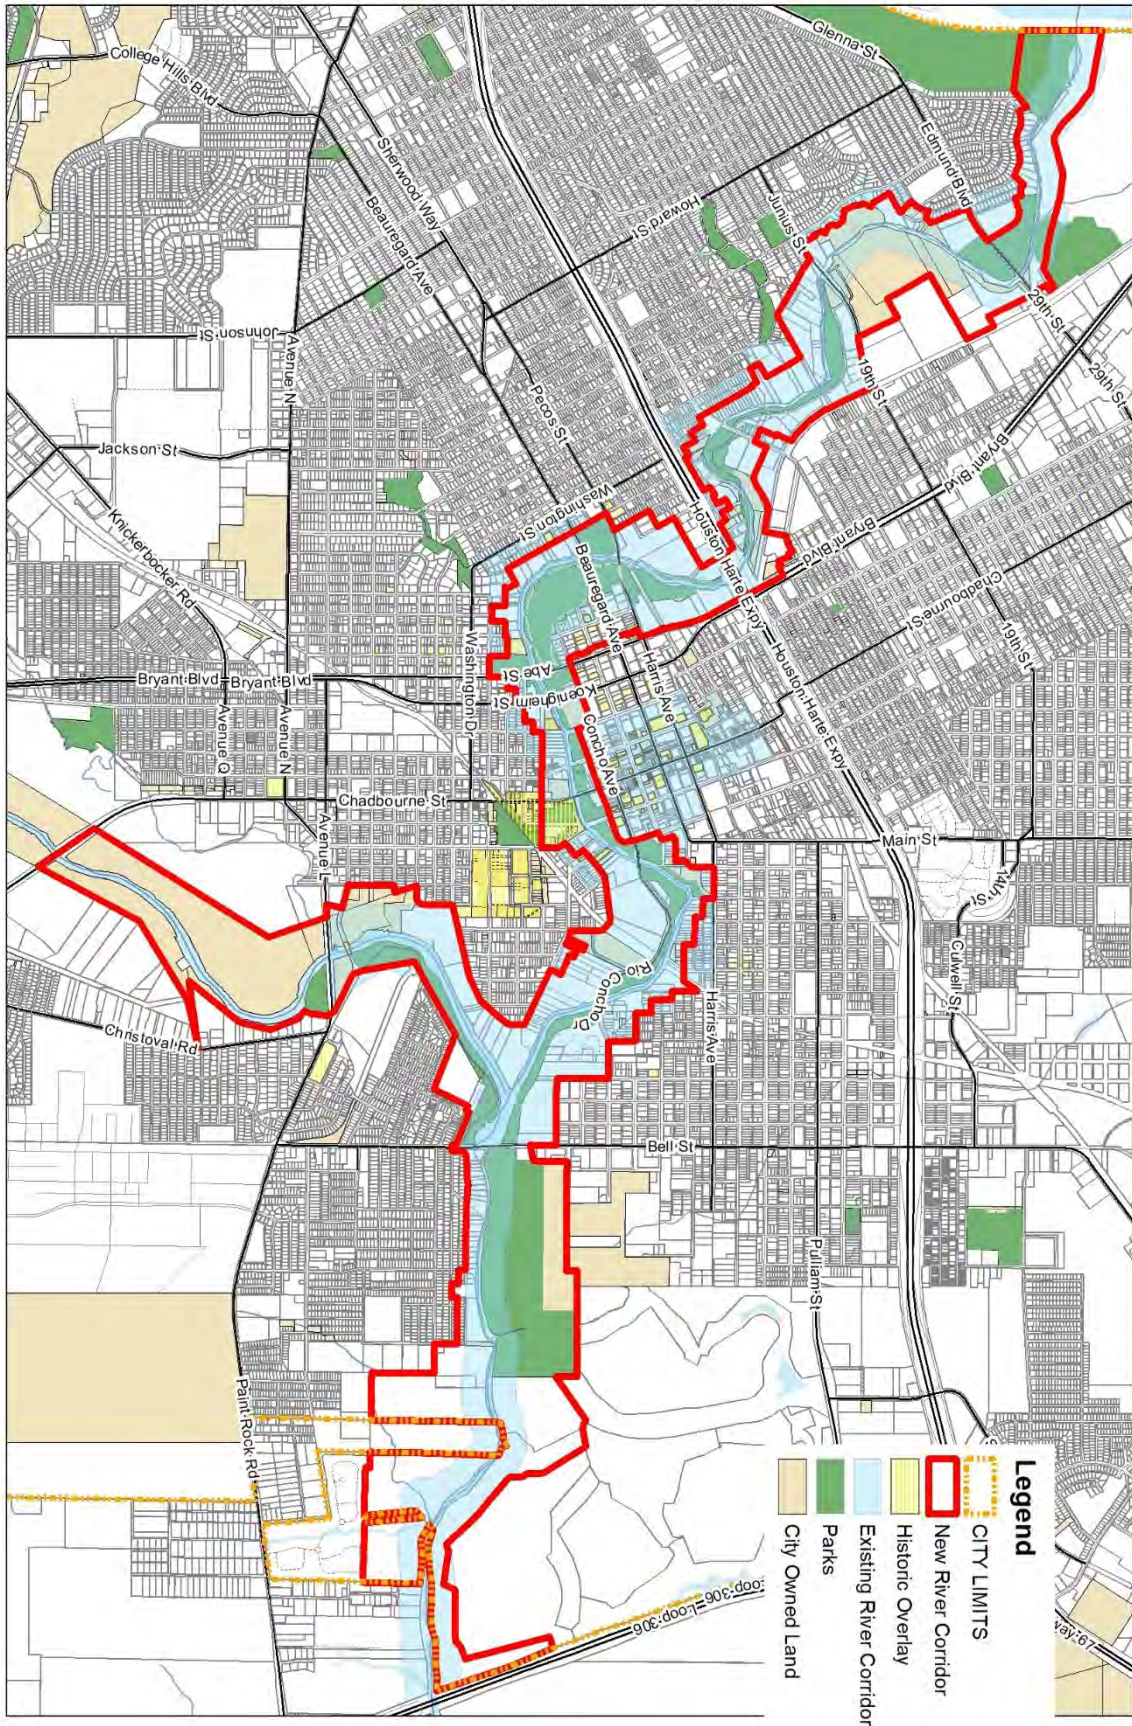 Glenna St
College Hills Blvd
Edmund Blvd
Sherwood Way
Howard St
Junius St
Beauregard Ave
29th St
29th St
Johnson St
Avenue N
19th St
Bryant Blvd
Pecos St
Jackson St
Washington St
Houston Harte Expy
Bryant Blvd
Chadbourne St
Knickerbocker Rd
Beauregard Ave
19th St
Washington Dr
Abe St
Harris Ave
Houston Harte Expy
Bryant Blvd
Bryant Blvd
Koenigheim St
Avenue Q
Avenue N
Concho Ave
Chadbourne St
Avenue L
Main St
14th St
Culwell St
Rio Concho Dr
Harris Ave
Christoval Rd
Bell St
Pulliam St
Paint Rock Rd
Loop 306
Loop 306
way 67
Legend
CITY LIMITS
New River Corridor
Historic Overlay
Existing River Corridor
Parks
City Owned Land